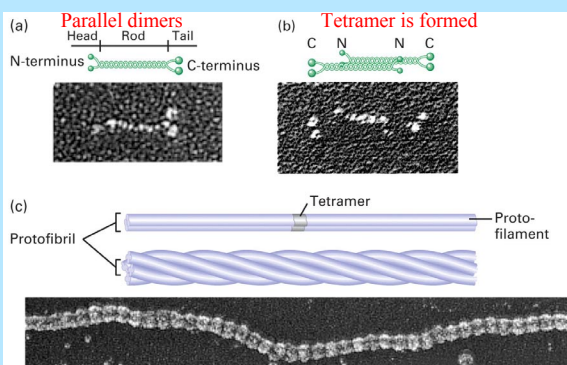 Parallel dimers
Tetramer is formed
(a)
Head Rod Tail
N-terminus
C-terminus
(b)
C N N C
(c)
Tetramer
Protofibril
Proto-
filament